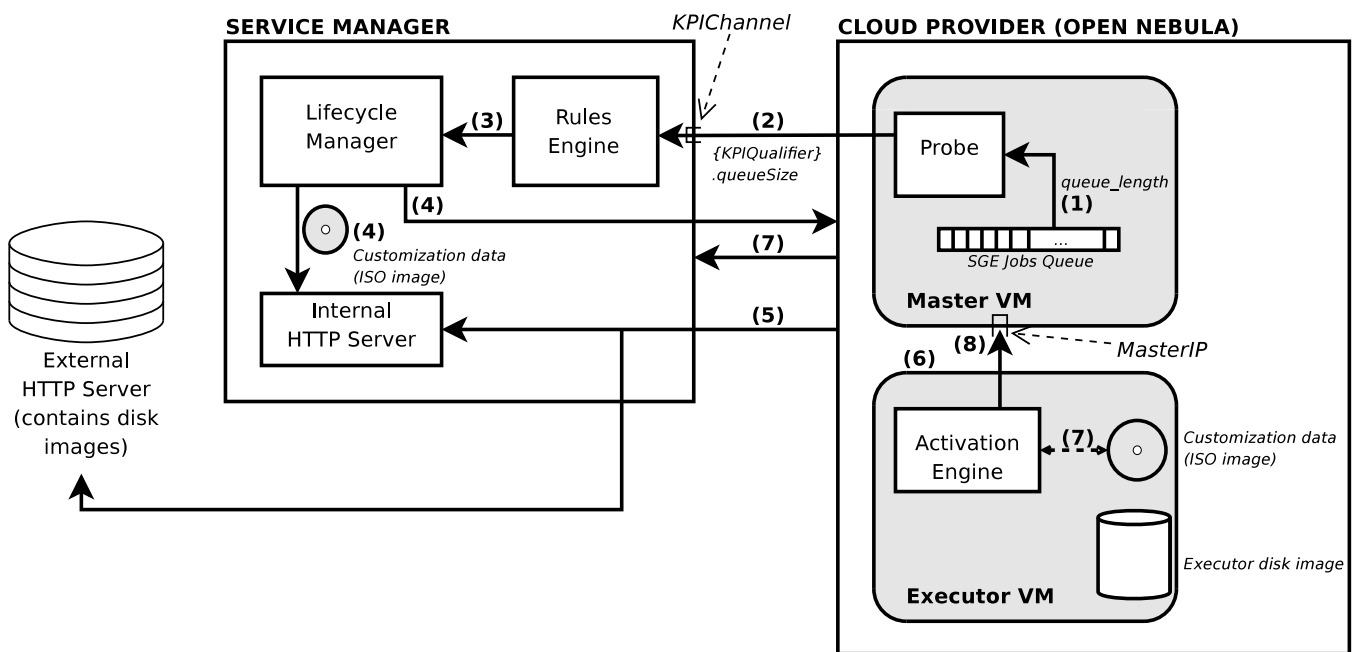 KPIChannel
SERVICE MANAGER
CLOUD PROVIDER (OPEN NEBULA)
Lifecycle
Manager
(3)
Rules
Engine
(2)
{KPIQualifier}
.queueSize
Probe
queue_length
(1)
...
SGE Jobs Queue
Master VM
(4)
(4)
Customization data
(ISO image)
(7)
Internal
HTTP Server
(5)
External
HTTP Server
(contains disk
images)
(8)
MasterIP
(6)
Activation
Engine
(7)
Customization data
(ISO image)
Executor disk image
Executor VM